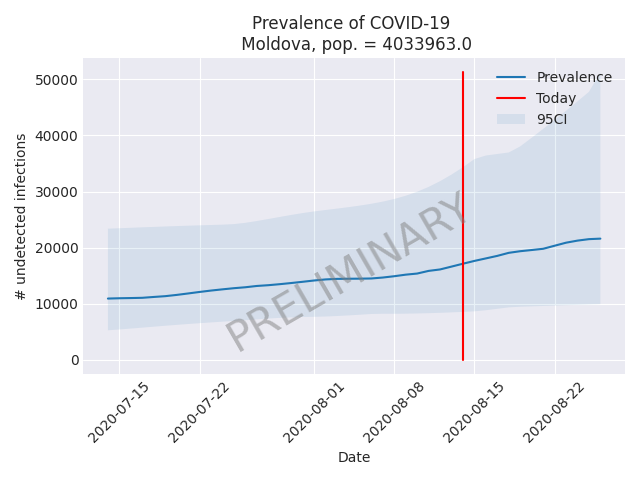 Prevalence of COVID-19
Moldova, pop. = 4033963.0
Prevalence
Today
95CI
# undetected infections
50000
40000
30000
20000
10000
0
PRELIMINARY
2020-07-15
2020-07-22
2020-08-01
2020-08-08
2020-08-15
2020-08-22
Date